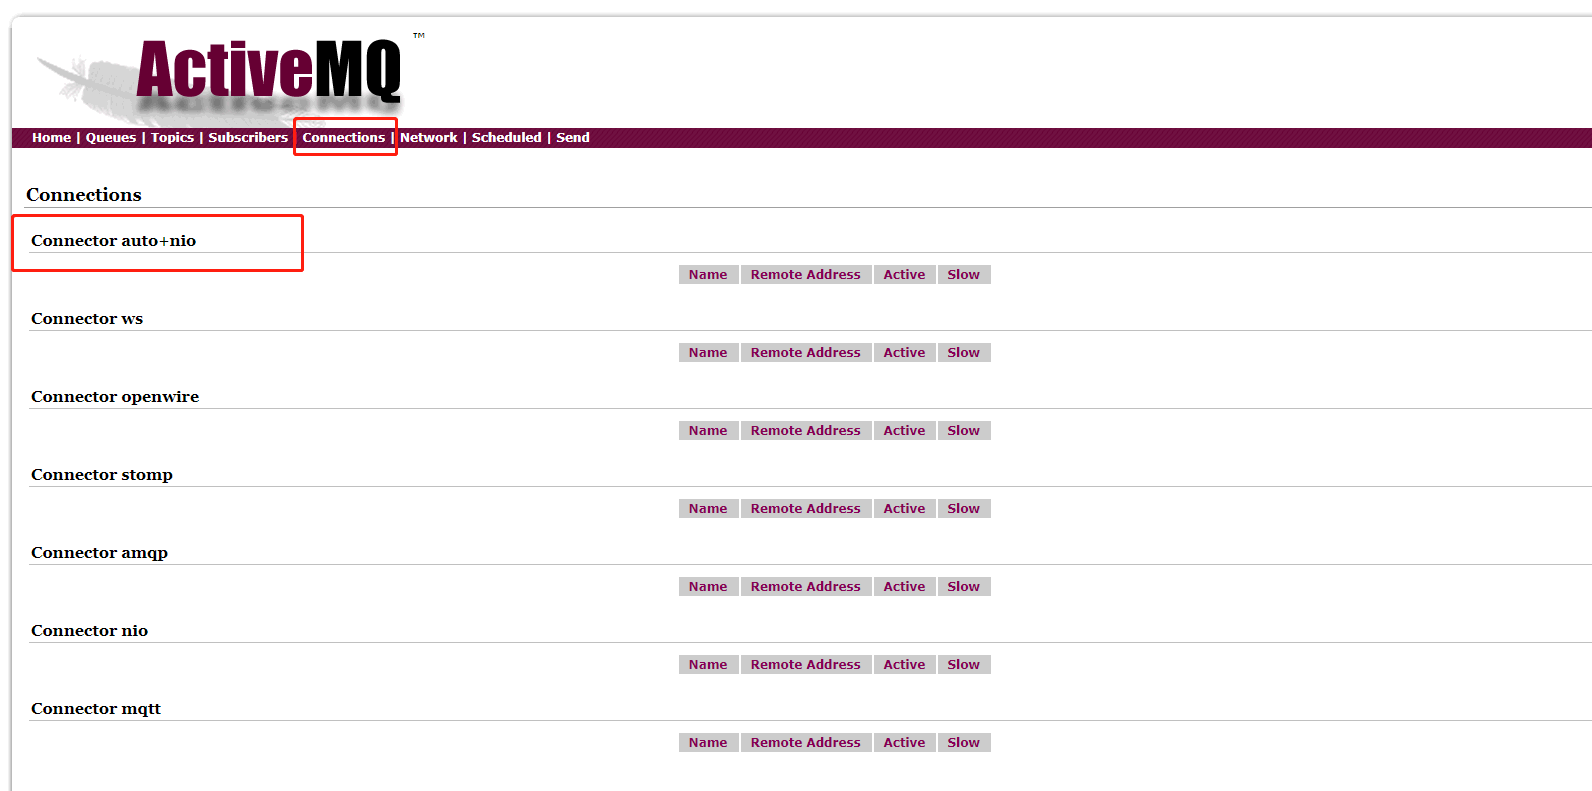 ActiveMQ ™
Home | Queues | Topics | Subscribers | Connections | Network | Scheduled | Send
Connections
Connector auto+nio
Name Remote Address Active Slow
Connector ws
Name Remote Address Active Slow
Connector openwire
Name Remote Address Active Slow
Connector stomp
Name Remote Address Active Slow
Connector amqp
Name Remote Address Active Slow
Connector nio
Name Remote Address Active Slow
Connector mqtt
Name Remote Address Active Slow